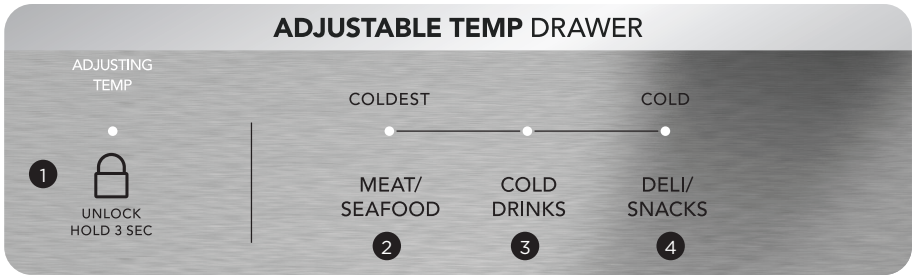 ADJUSTABLE TEMP DRAWER
ADJUSTING
TEMP
COLDEST COLD
1
UNLOCK
HOLD 3 SEC
MEAT/
SEAFOOD
2
COLD
DRINKS
3
DELI/
SNACKS
4